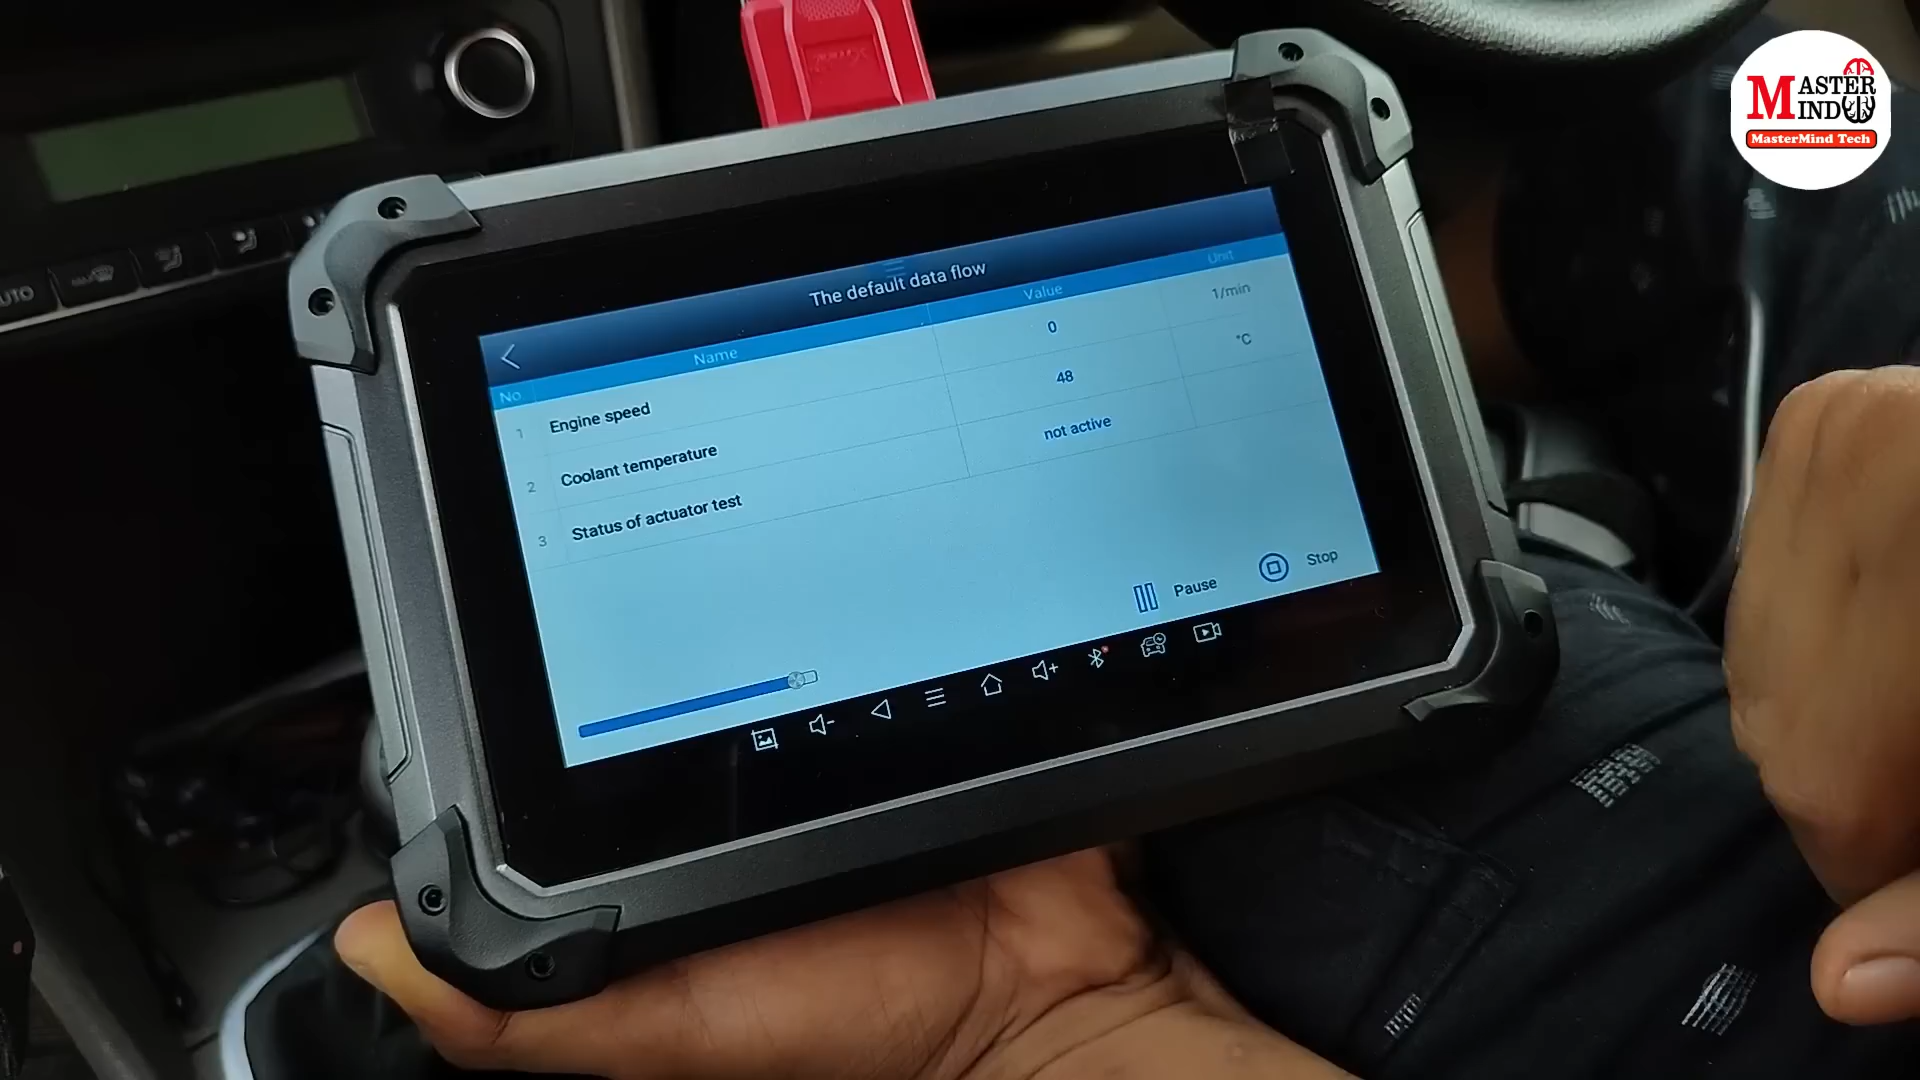 MASTER
MIND
MasterMind Tech
The default data flow
No
Name
Value
Unit
1
Engine speed
0
1/min
2
Coolant temperature
48
°C
3
Status of actuator test
not active
Pause
Stop